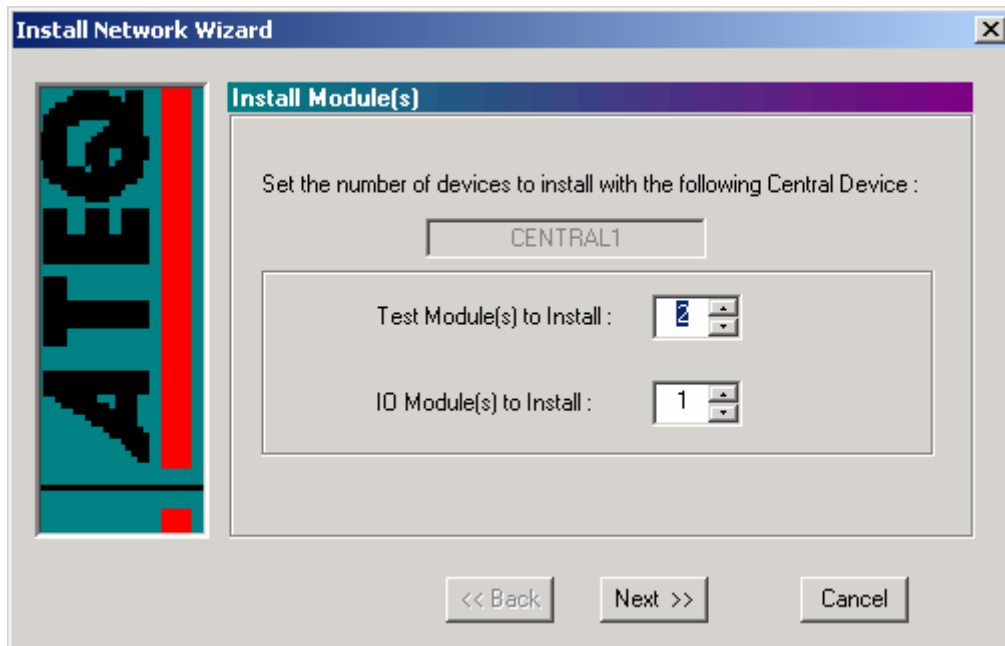 Install Network Wizard
Install Module(s)
ATEQ
Set the number of devices to install with the following Central Device :
CENTRAL1
Test Module(s) to Install : 2
IO Module(s) to Install : 1
<< Back Next >> Cancel